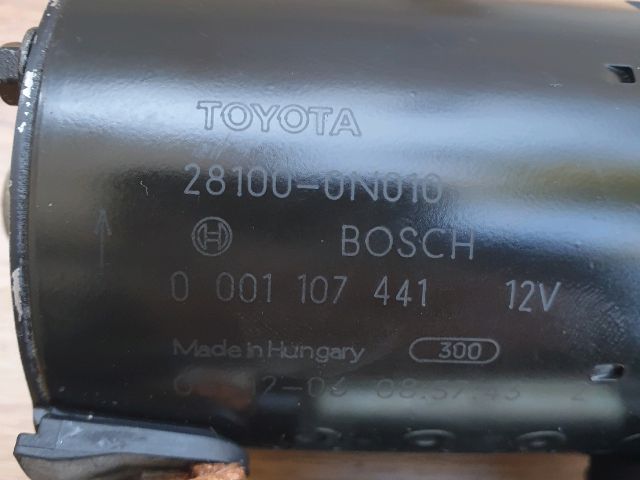 TOYOTA
28100-0N010
BOSCH
0 001 107 441 12V
Made in Hungary 300